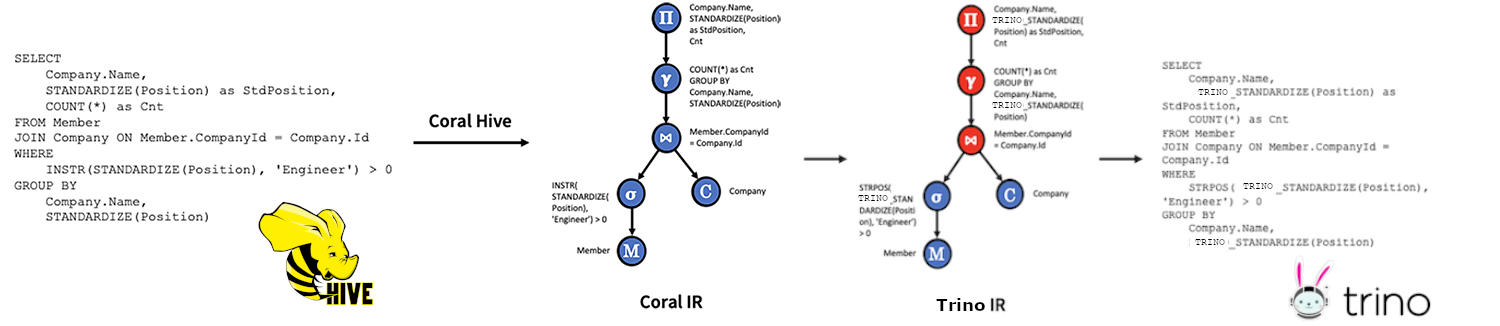 SELECT
Company.Name,
STANDARDIZE(Position) as StdPosition,
COUNT(*) as Cnt
FROM Member
JOIN Company ON Member.CompanyId = Company.Id
WHERE
INSTR(STANDARDIZE(Position), 'Engineer') > 0
GROUP BY
Company.Name,
STANDARDIZE(Position)
HIVE
Coral Hive
Π
Company.Name,
STANDARDIZE(Position)
as StdPosition,
Cnt
γ
COUNT(*) as Cnt
GROUP BY
Company.Name,
STANDARDIZE(Position)
⋈
Member.CompanyId
= Company.Id
INSTR(
STANDARDIZE(
Position),
'Engineer') > 0
σ
C
Company
Member
M
Coral IR
Π
Company.Name,
TRINO_STANDARDIZE(
Position) as StdPosition,
Cnt
γ
COUNT(*) as Cnt
GROUP BY
Company.Name,
TRINO_STANDARDIZE(
Position)
⋈
Member.CompanyId
= Company.Id
STRPOS(
TRINO_STAN
DARDIZE(Positi
on), 'Engineer')
> 0
σ
C
Company
Member
M
Trino IR
SELECT
Company.Name,
TRINO_STANDARDIZE(Position) as
StdPosition,
COUNT(*) as Cnt
FROM Member
JOIN Company ON Member.CompanyId =
Company.Id
WHERE
STRPOS( TRINO_STANDARDIZE(Position),
'Engineer') > 0
GROUP BY
Company.Name,
TRINO_STANDARDIZE(Position)
trino